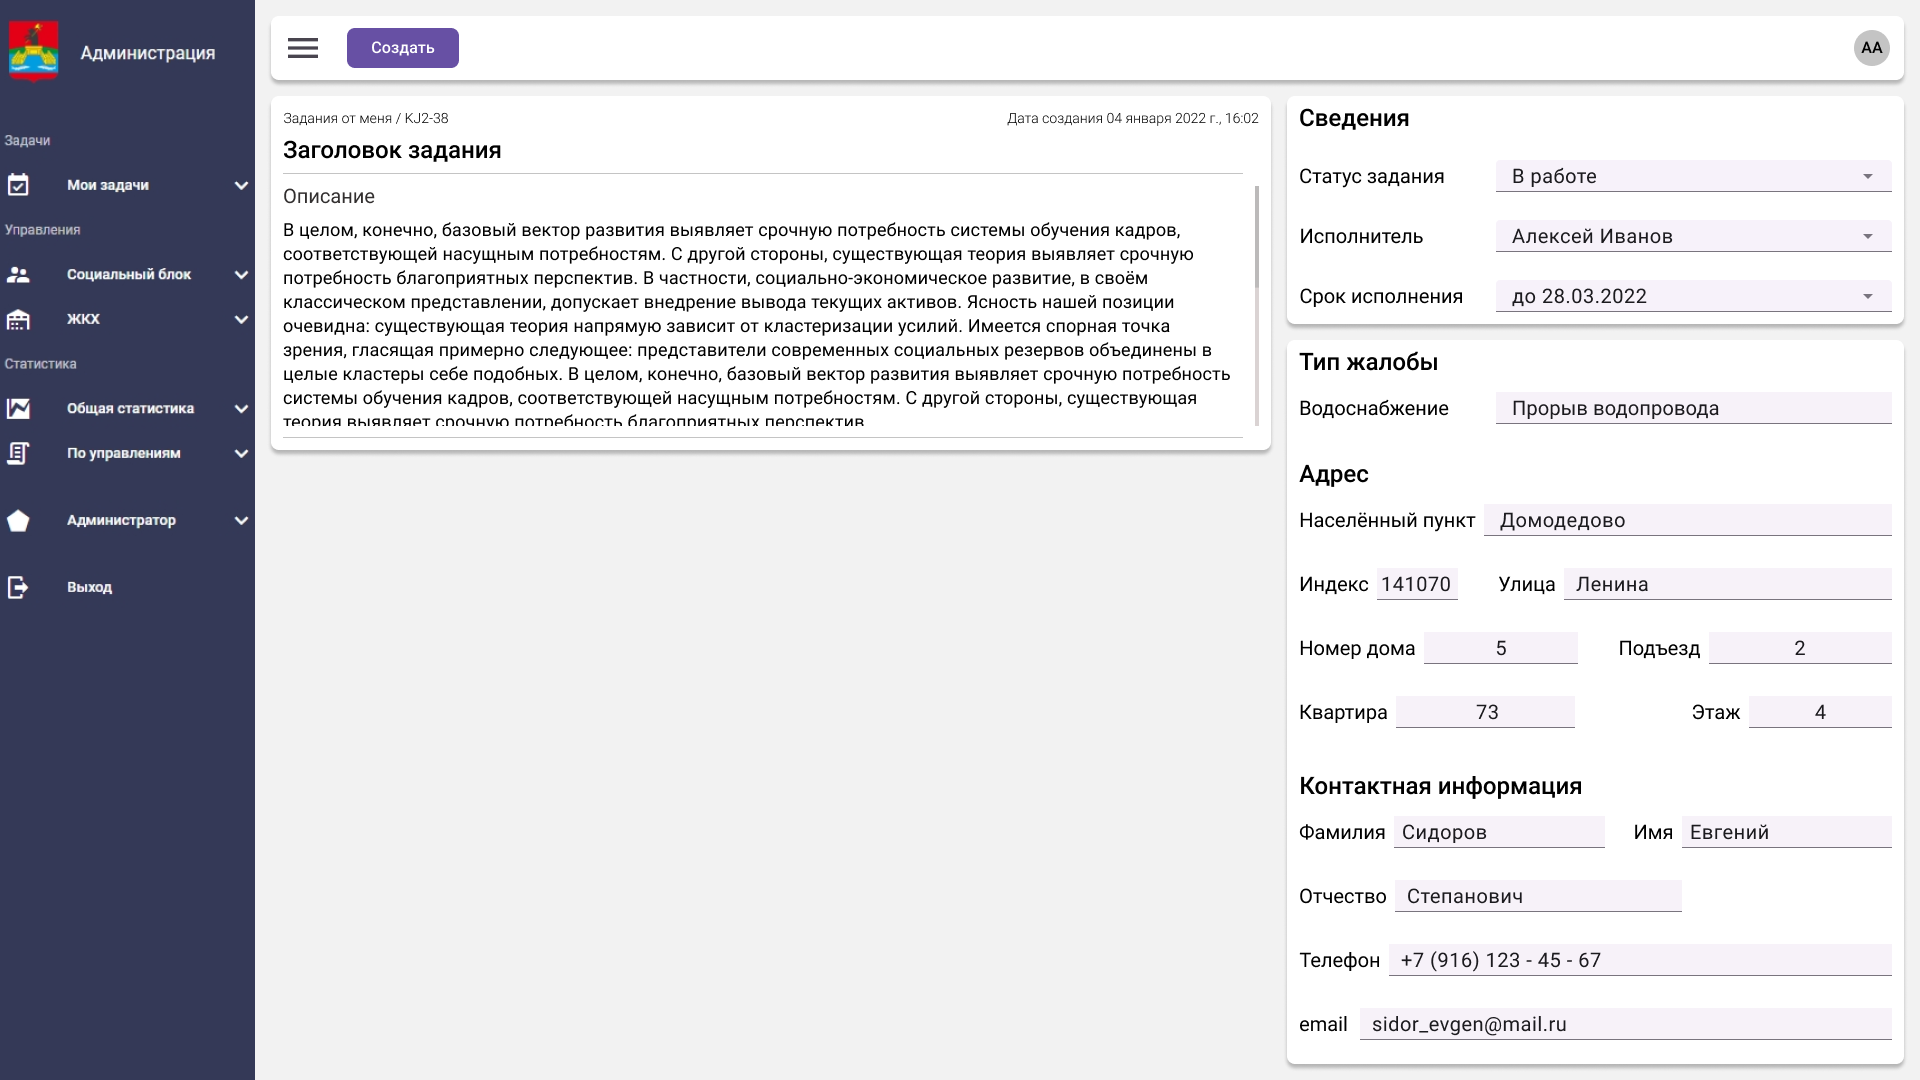 Администрация
Задачи
Мои задачи
Управления
Социальный блок
ЖКХ
Статистика
Общая статистика
По управлениям
Администратор
Выход
Создать
АА
Задания от меня / KJ2-38
Дата создания 04 января 2022 г., 16:02
Заголовок задания
Описание
В целом, конечно, базовый вектор развития выявляет срочную потребность системы обучения кадров,
соответствующей насущным потребностям. С другой стороны, существующая теория выявляет срочную
потребность благоприятных перспектив. В частности, социально-экономическое развитие, в своём
классическом представлении, допускает внедрение вывода текущих активов. Ясность нашей позиции
очевидна: существующая теория напрямую зависит от кластеризации усилий. Имеется спорная точка
зрения, гласящая примерно следующее: представители современных социальных резервов объединены в
целые кластеры себе подобных. В целом, конечно, базовый вектор развития выявляет срочную потребность
системы обучения кадров, соответствующей насущным потребностям. С другой стороны, существующая
теория выявляет срочную потребность благоприятных перспектив.
Сведения
Статус задания В работе
Исполнитель Алексей Иванов
Срок исполнения до 28.03.2022
Тип жалобы
Водоснабжение Прорыв водопровода
Адрес
Населённый пункт Домодедово
Индекс 141070 Улица Ленина
Номер дома 5 Подъезд 2
Квартира 73 Этаж 4
Контактная информация
Фамилия Сидоров Имя Евгений
Отчество Степанович
Телефон +7 (916) 123 - 45 - 67
email sidor_evgen@mail.ru